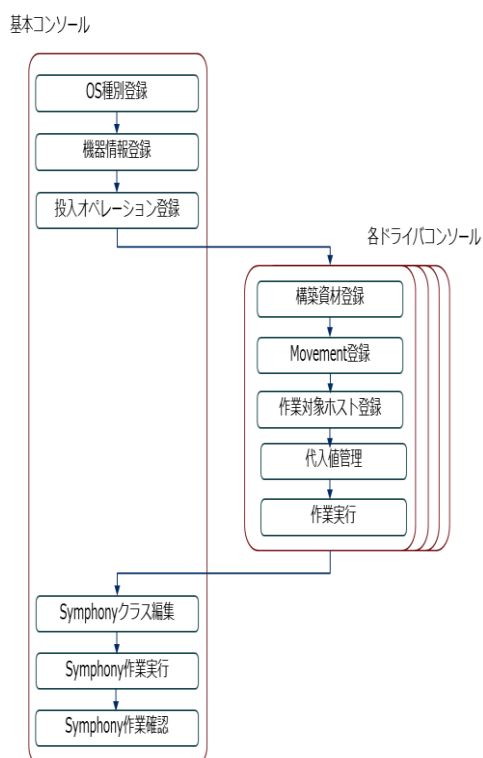 基本コンソール
OS種別登録
機器情報登録
投入オペレーション登録
各ドライバコンソール
構築資材登録
Movement登録
作業対象ホスト登録
代入値管理
作業実行
Symphonyクラス編集
Symphony作業実行
Symphony作業確認